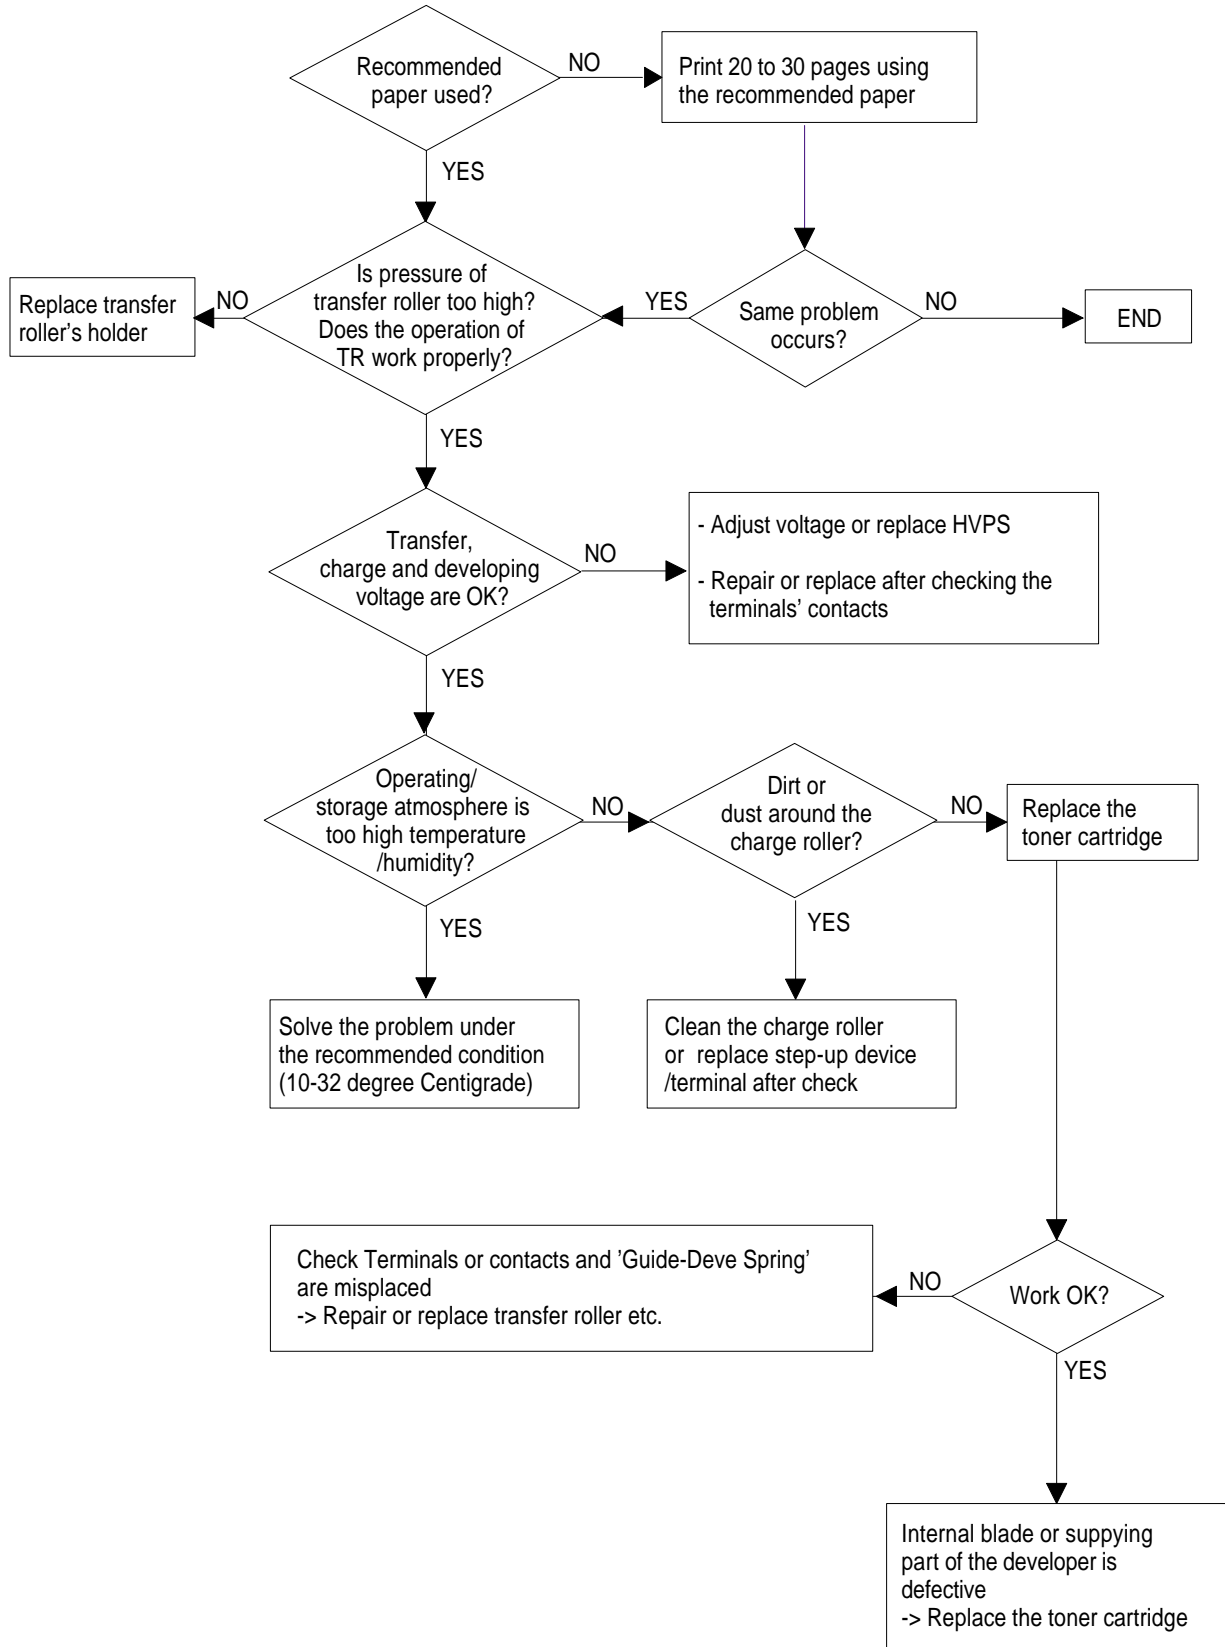 Recommended
paper used?
NO
Print 20 to 30 pages using
the recommended paper
YES
Is pressure of
transfer roller too high?
Does the operation of
TR work properly?
NO
Replace transfer
roller's holder
YES
Same problem
occurs?
NO
END
YES
Transfer,
charge and developing
voltage are OK?
NO
- Adjust voltage or replace HVPS
- Repair or replace after checking the
terminals' contacts
YES
Operating/
storage atmosphere is
too high temperature
/humidity?
NO
Dirt or
dust around the
charge roller?
NO
Replace the
toner cartridge
YES
YES
Solve the problem under
the recommended condition
(10-32 degree Centigrade)
Clean the charge roller
or replace step-up device
/terminal after check
Check Terminals or contacts and 'Guide-Deve Spring'
are misplaced
-> Repair or replace transfer roller etc.
NO
Work OK?
YES
Internal blade or suppying
part of the developer is
defective
-> Replace the toner cartridge